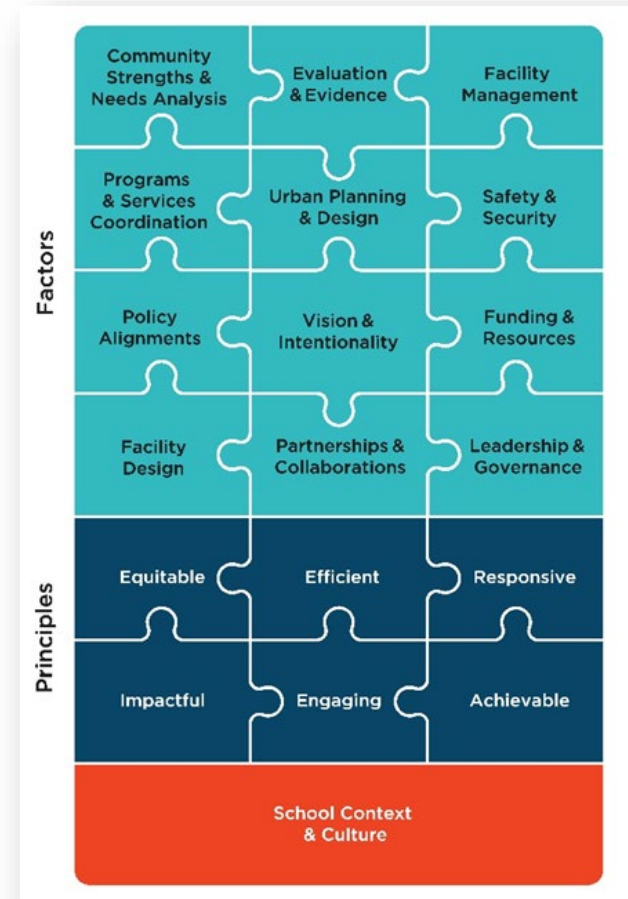 Community
Strengths &
Needs Analysis
Evaluation
& Evidence
Facility
Management
Programs
& Services
Coordination
Urban Planning
& Design
Safety &
Security
Policy
Alignments
Vision &
Intentionality
Funding &
Resources
Facility
Design
Partnerships &
Collaborations
Leadership &
Governance
Factors
Equitable
Efficient
Responsive
Impactful
Engaging
Achievable
Principles
School Context
& Culture